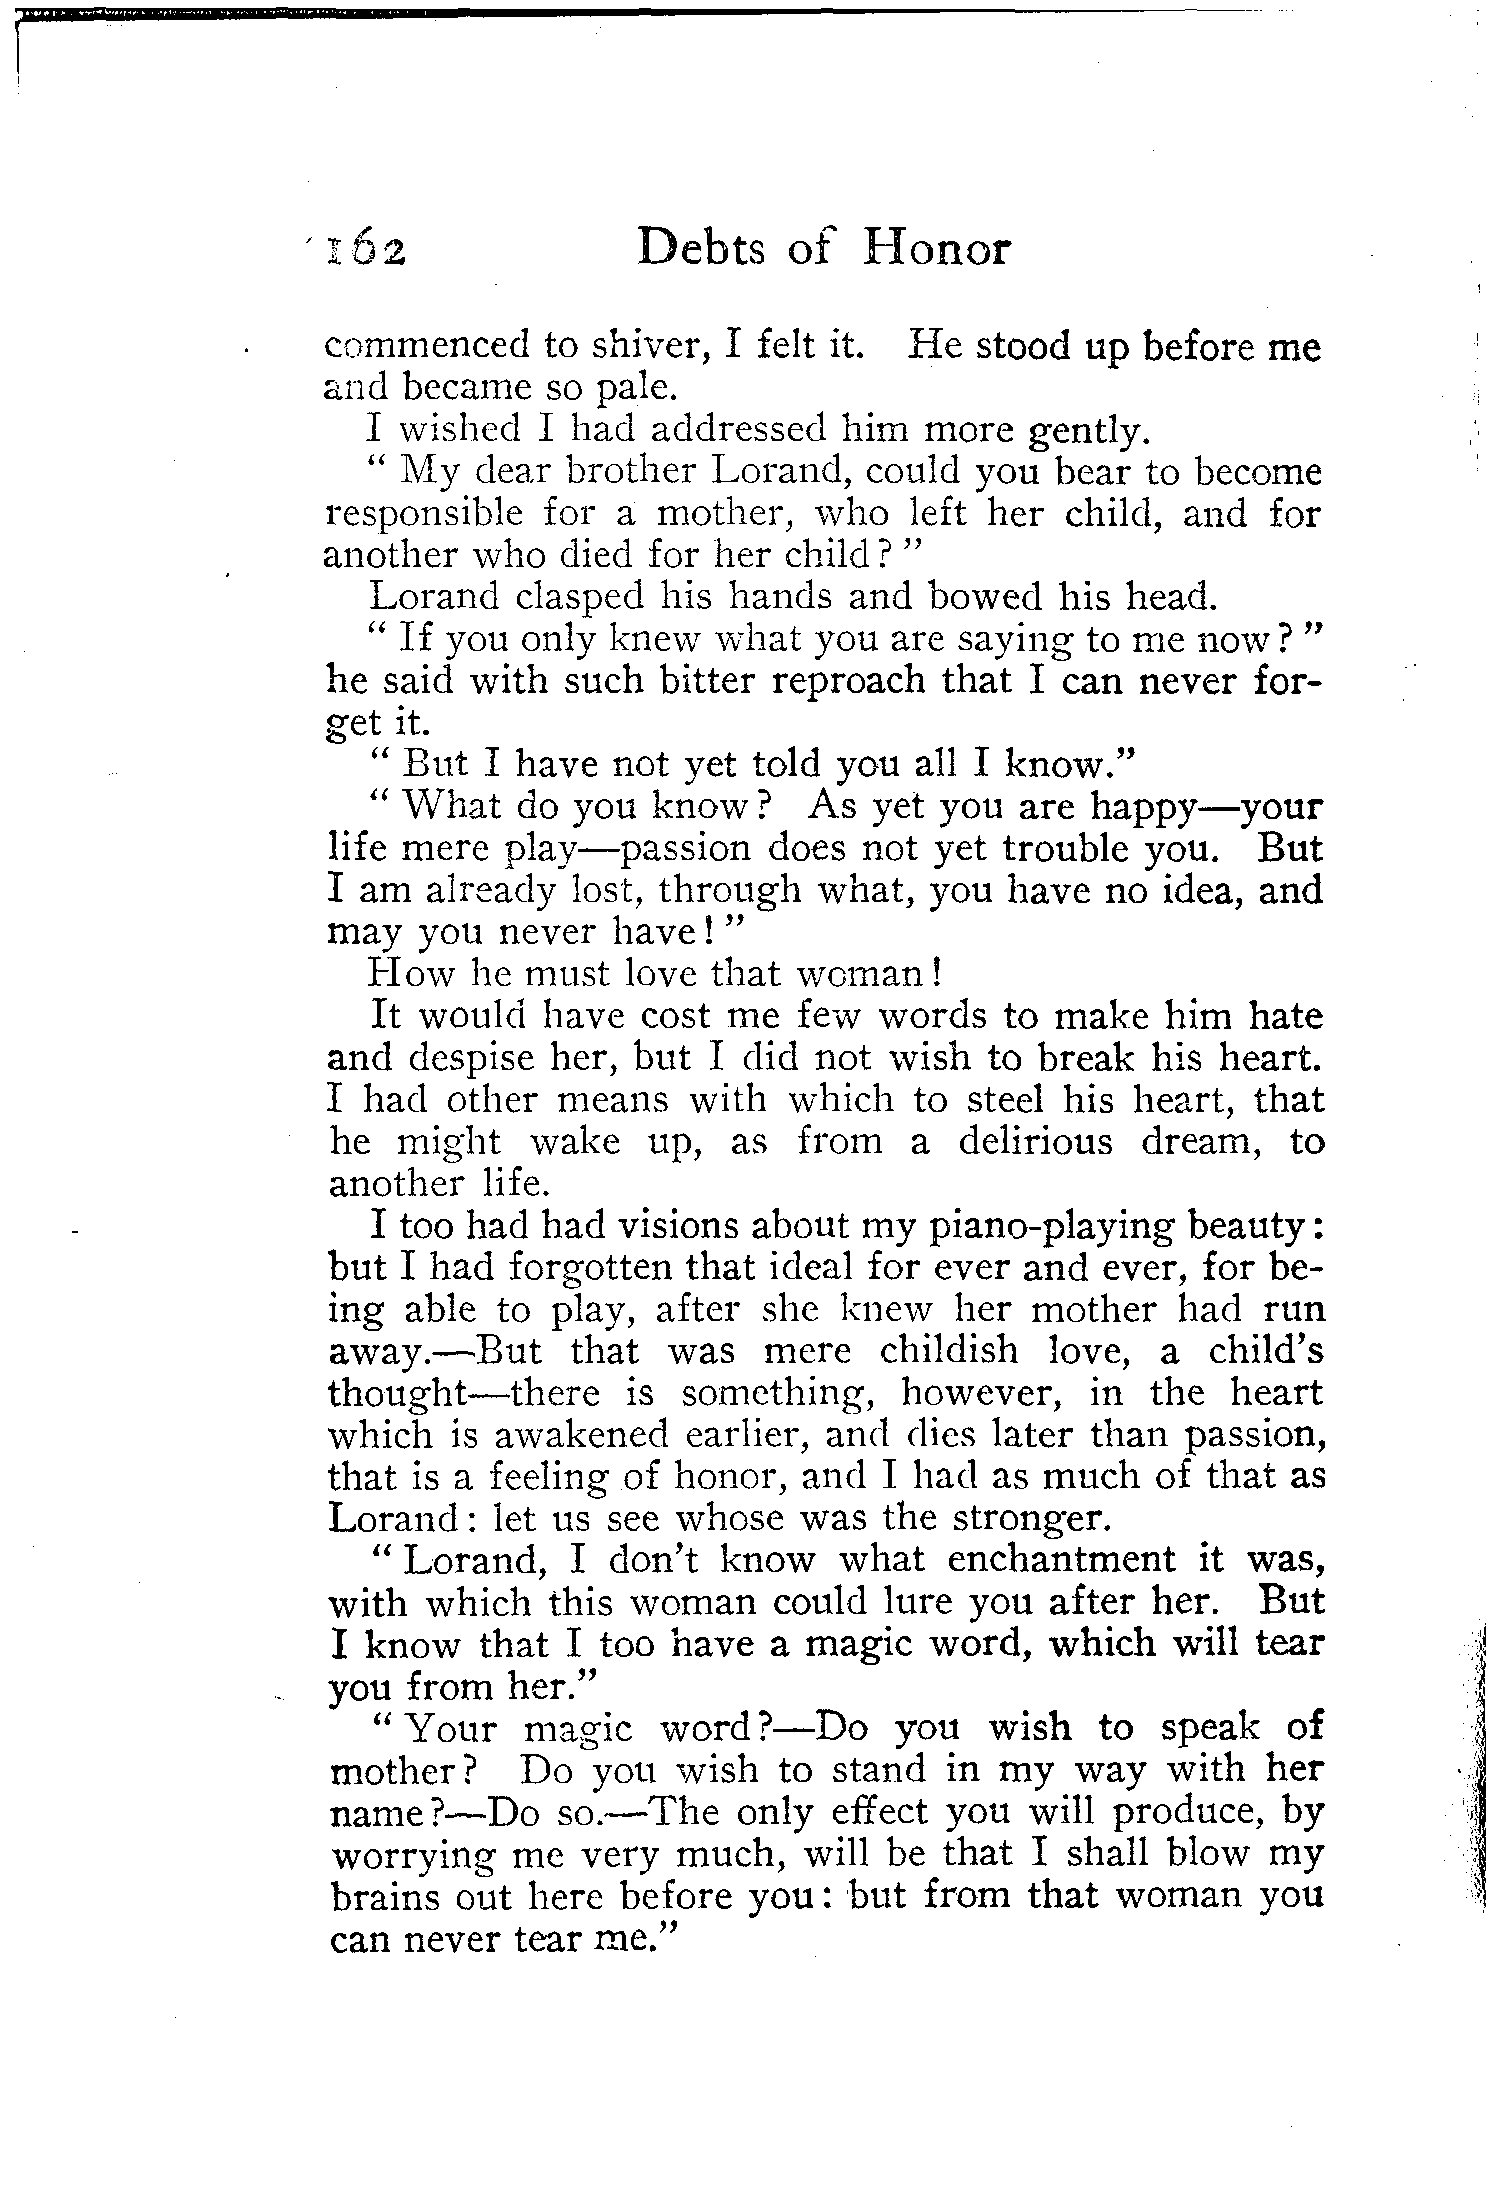 162 Debts of Honor
commenced to shiver, I felt it. He stood up before me
and became so pale.
I wished I had addressed him more gently.
" My dear brother Lorand, could you bear to become
responsible for a mother, who left her child, and for
another who died for her child? "
Lorand clasped his hands and bowed his head.
" If you only knew what you are saying to me now? "
he said with such bitter reproach that I can never for-
get it.
" But I have not yet told you all I know."
" What do you know? As yet you are happy—your
life mere play—passion does not yet trouble you. But
I am already lost, through what, you have no idea, and
may you never have! "
How he must love that woman!
It would have cost me few words to make him hate
and despise her, but I did not wish to break his heart.
I had other means with which to steel his heart, that
he might wake up, as from a delirious dream, to
another life.
I too had had visions about my piano-playing beauty:
but I had forgotten that ideal for ever and ever, for be-
ing able to play, after she knew her mother had run
away.—But that was mere childish love, a child's
thought—there is something, however, in the heart
which is awakened earlier, and dies later than passion,
that is a feeling of honor, and I had as much of that as
Lorand: let us see whose was the stronger.
" Lorand, I don't know what enchantment it was,
with which this woman could lure you after her. But
I know that I too have a magic word, which will tear
you from her."
" Your magic word?—Do you wish to speak of
mother? Do you wish to stand in my way with her
name?—Do so.—The only effect you will produce, by
worrying me very much, will be that I shall blow my
brains out here before you: but from that woman you
can never tear me."